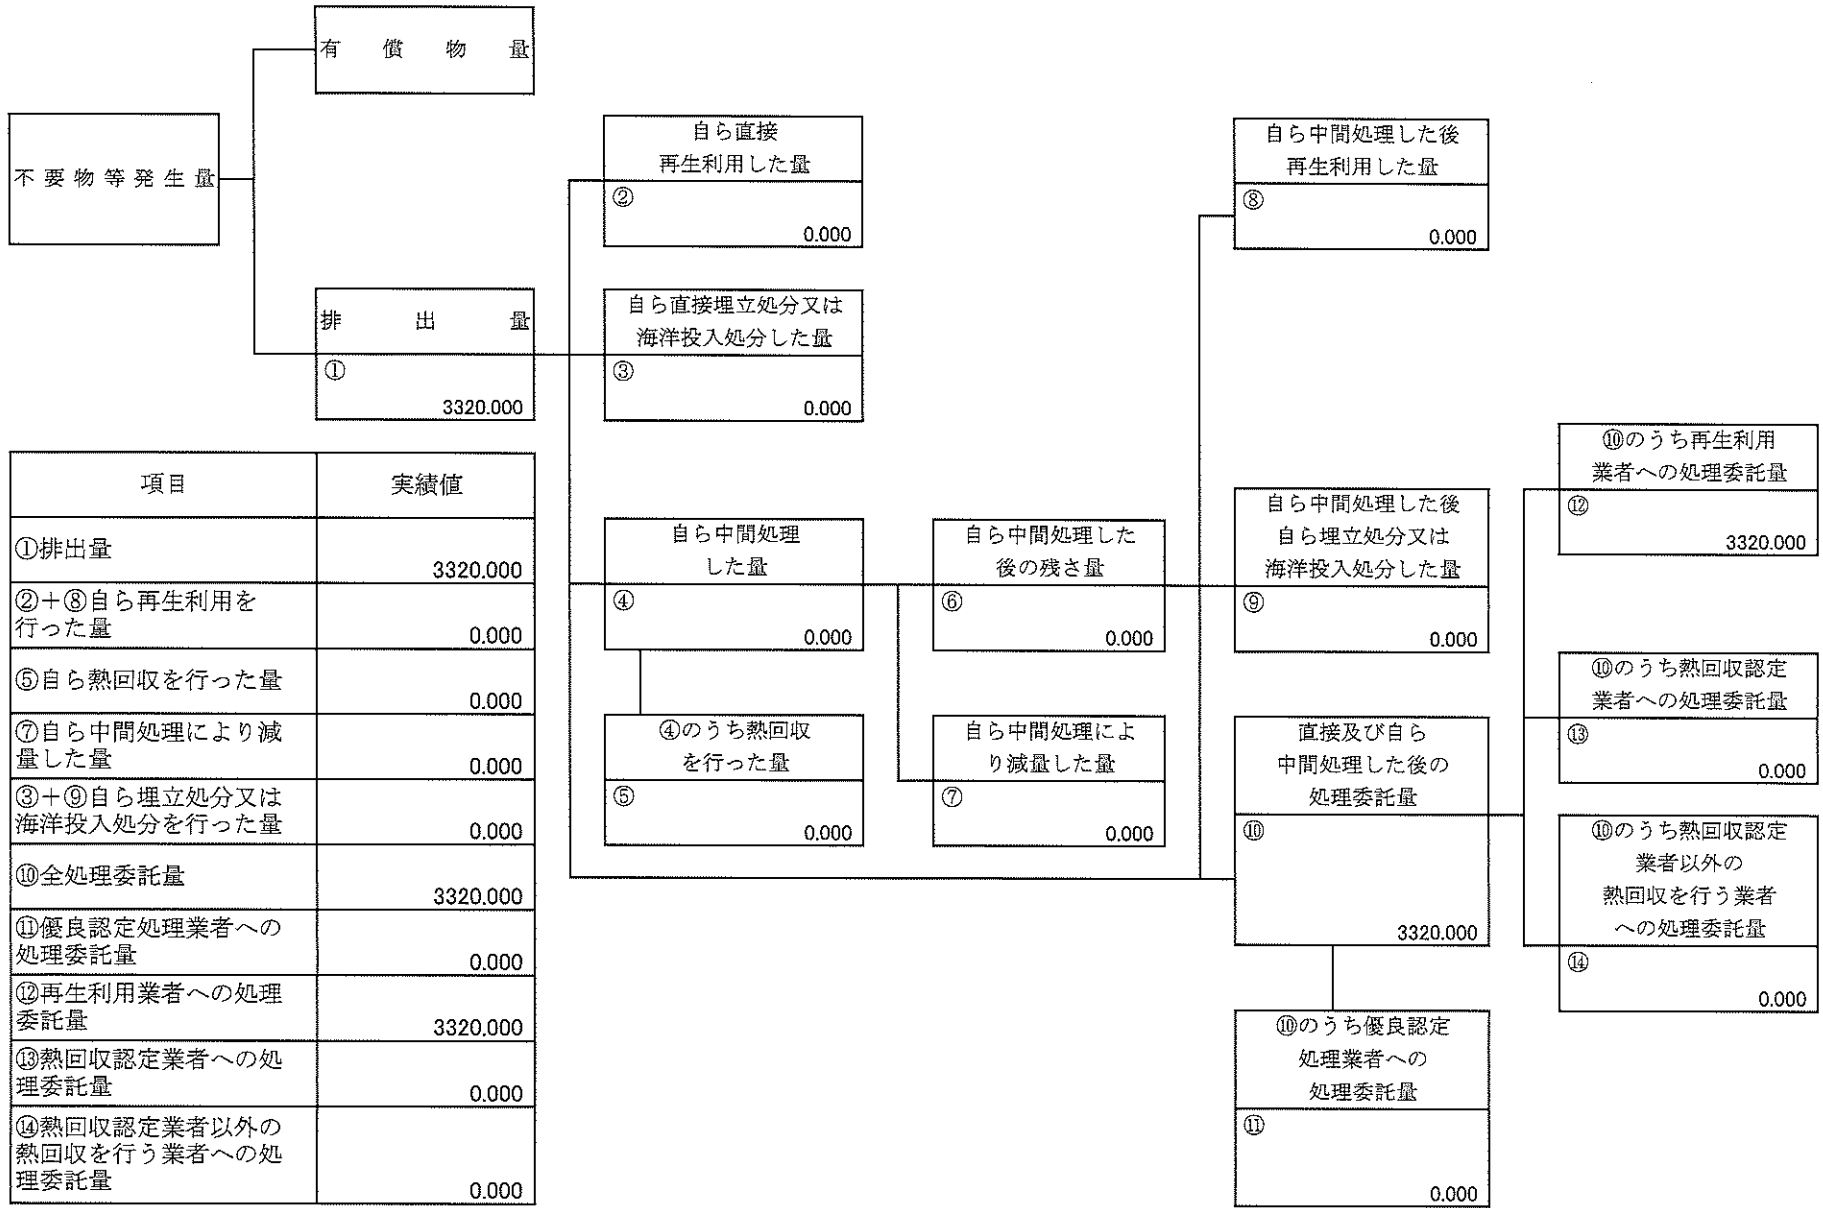 有償物量
不要物等発生量
排出量
①
3320.000
自ら直接
再生利用した量
②
0.000
自ら直接埋立処分又は
海洋投入処分した量
③
0.000
自ら中間処理
した量
④
0.000
④のうち熱回収
を行った量
⑤
0.000
自ら中間処理した
後の残さ量
⑥
0.000
自ら中間処理によ
り減量した量
⑦
0.000
自ら中間処理した後
再生利用した量
⑧
0.000
自ら中間処理した後
自ら埋立処分又は
海洋投入処分した量
⑨
0.000
直接及び自ら
中間処理した後の
処理委託量
⑩
3320.000
⑩のうち優良認定
処理業者への
処理委託量
⑪
0.000
⑩のうち再生利用
業者への処理委託量
⑫
3320.000
⑩のうち熱回収認定
業者への処理委託量
⑬
0.000
⑩のうち熱回収認定
業者以外の
熱回収を行う業者
への処理委託量
⑭
0.000
項目 実績値
①排出量 3320.000
②+⑧自ら再生利用を
行った量 0.000
⑤自ら熱回収を行った量 0.000
⑦自ら中間処理により減
量した量 0.000
③+⑨自ら埋立処分又は
海洋投入処分を行った量 0.000
⑩全処理委託量 3320.000
⑪優良認定処理業者への
処理委託量 0.000
⑫再生利用業者への処理
委託量 3320.000
⑬熱回収認定業者への処
理委託量 0.000
⑭熱回収認定業者以外の
熱回収を行う業者への処
理委託量 0.000